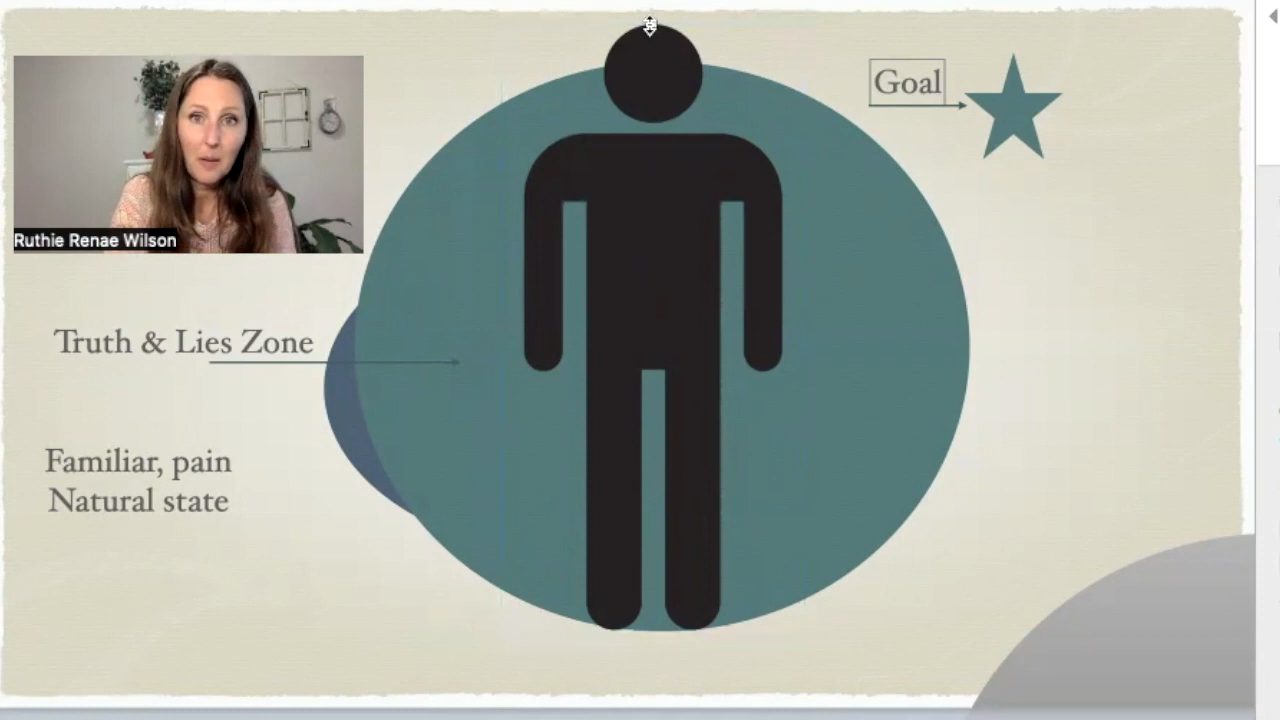 Goal
Ruthie Renae Wilson
Truth & Lies Zone
Familiar, pain
Natural state